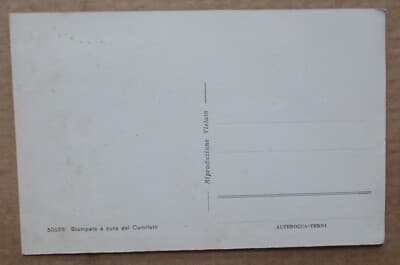 Riproduzione Vietata
Stampato a cura del Comitato
ALTEROCCA-TERNI